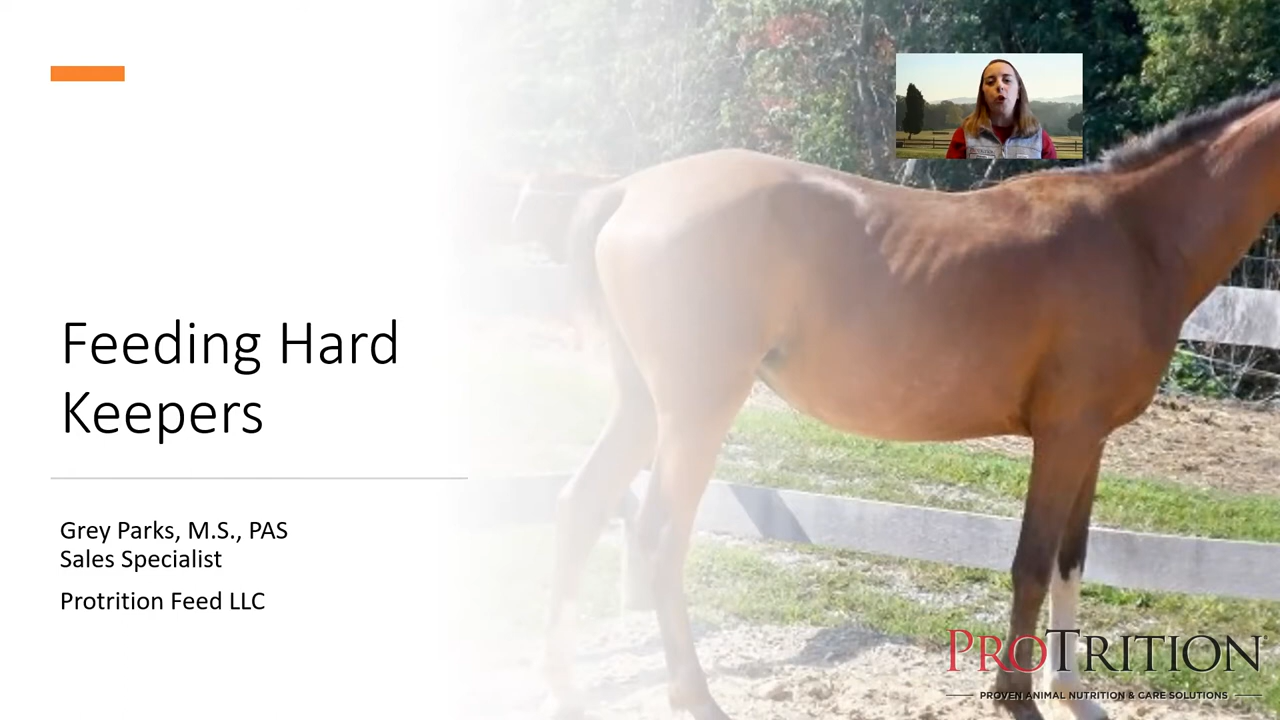 Feeding Hard
Keepers
Grey Parks, M.S., PAS
Sales Specialist
Protrition Feed LLC
PROTRITION
PROVEN ANIMAL NUTRITION & CARE SOLUTIONS